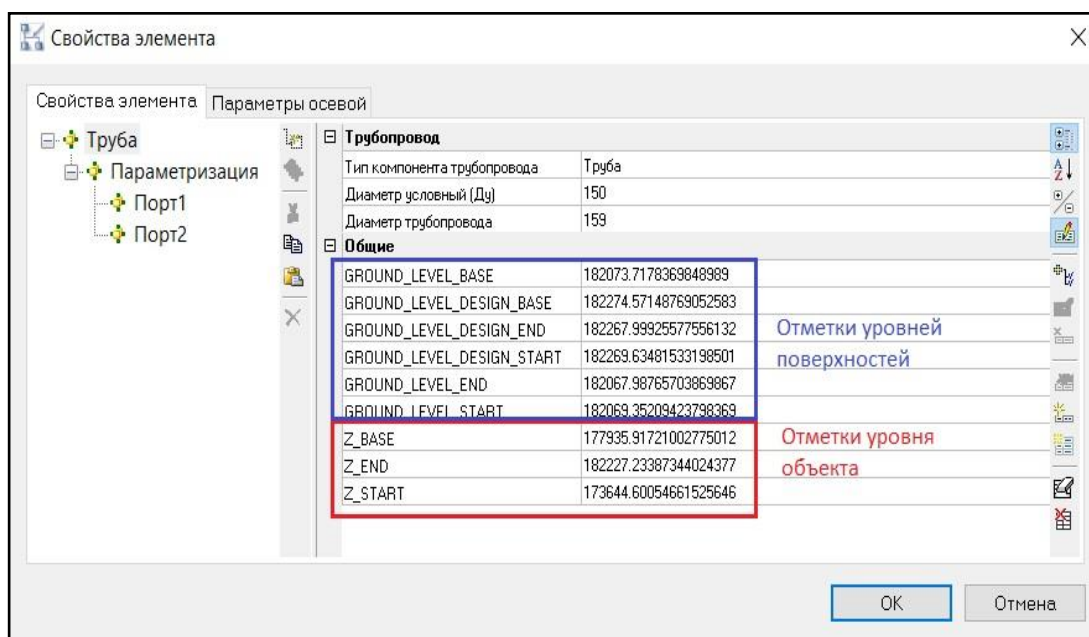 Свойства элемента
Свойства элемента Параметры осевой
Труба
Параметризация
Порт1
Порт2
Трубопровод
Тип компонента трубопровода Труба
Диаметр условный (Ду) 150
Диаметр трубопровода 159
Общие
GROUND_LEVEL_BASE 182073.7178369848989
GROUND_LEVEL_DESIGN_BASE 182274.57148769052583
GROUND_LEVEL_DESIGN_END 182267.99925577556132
GROUND_LEVEL_DESIGN_START 182269.63481533198501
GROUND_LEVEL_END 182067.98765703869867
GROUND_LEVEL_START 182069.35209423798369
Отметки уровней
поверхностей
Z_BASE 177935.91721002775012
Z_END 182227.23387344024377
Z_START 173644.60054661525646
Отметки уровня
объекта
OK Отмена